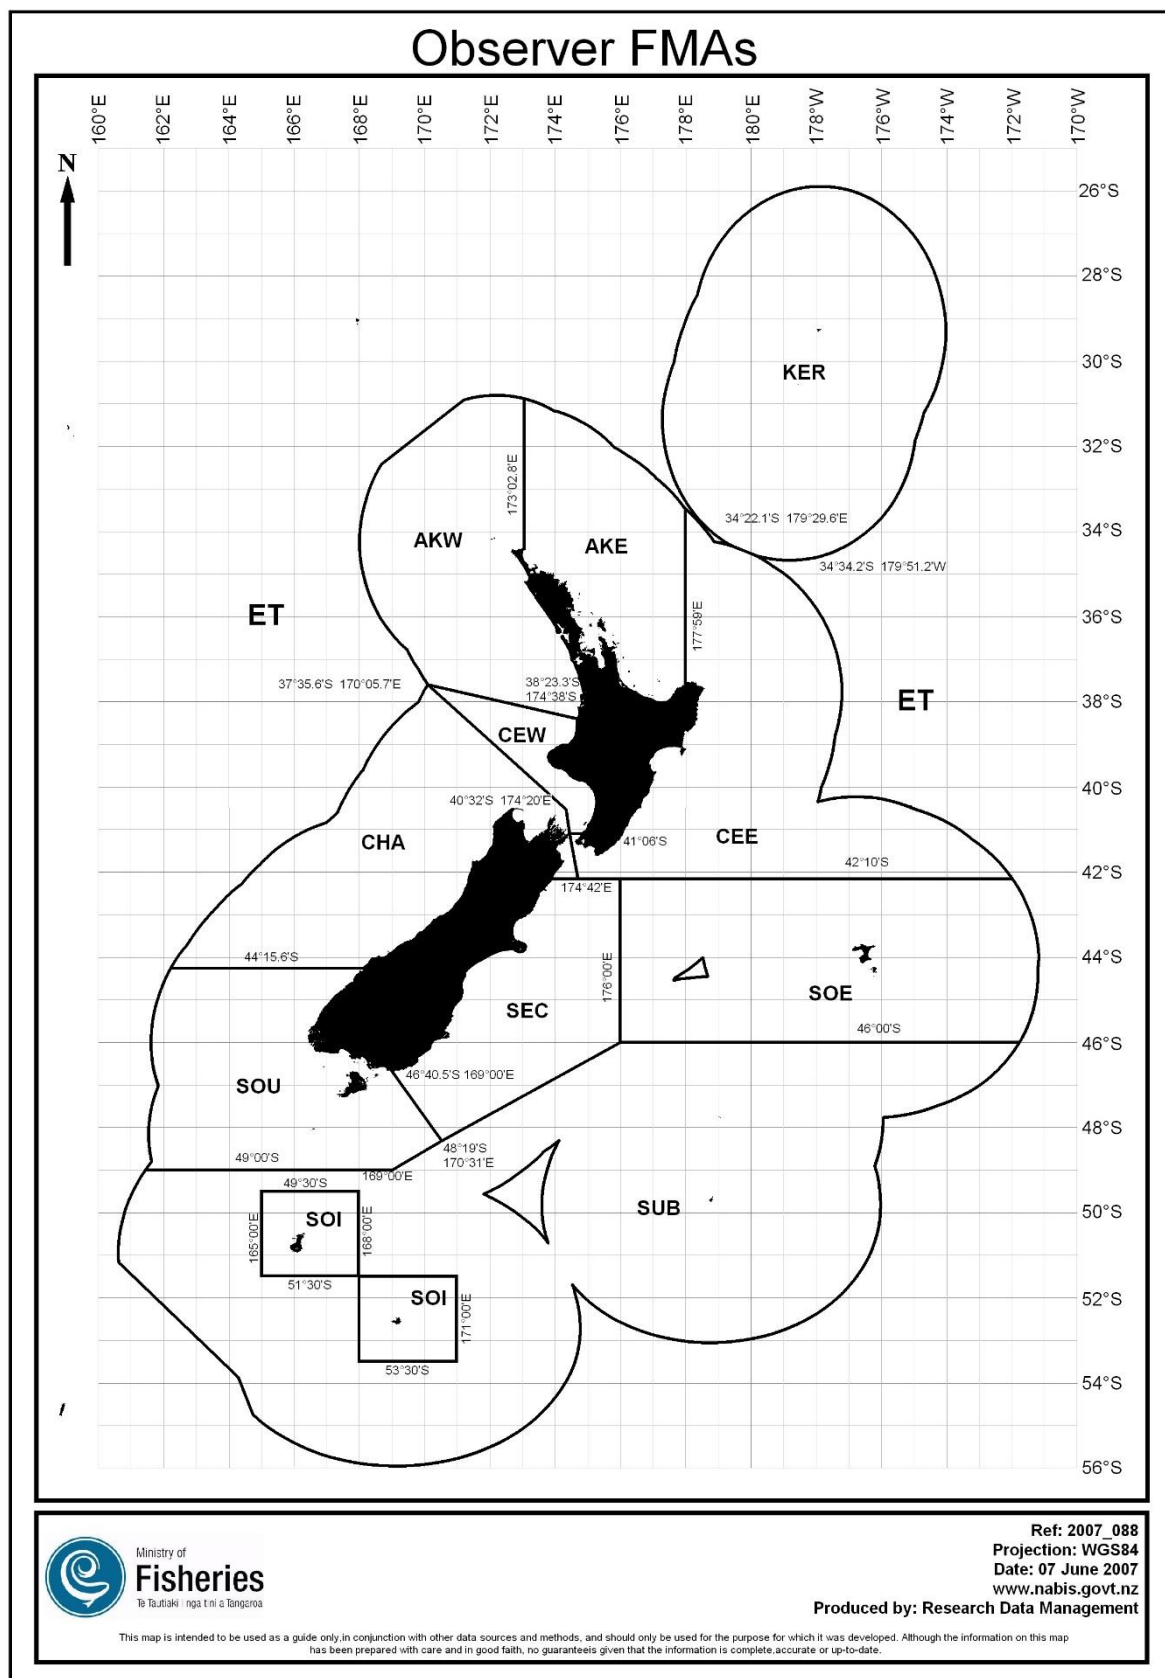 Observer FMAs
160°E
162°E
164°E
166°E
168°E
170°E
172°E
174°E
176°E
178°E
180°E
178°W
176°W
174°W
172°W
170°W
N
26°S
28°S
30°S
32°S
34°S
36°S
38°S
40°S
42°S
44°S
46°S
48°S
50°S
52°S
54°S
56°S
KER
173°02.8'E
34°22.1'S 179°29.6'E
AKW
AKE
34°34.2'S 179°51.2'W
ET
177°59'E
37°35.6'S 170°05.7'E
38°23.3'S
174°38'S
ET
CEW
40°32'S 174°20'E
CHA
41°06'S
CEE
42°10'S
174°42'E
44°15.6'S
176°00'E
SOE
SEC
46°00'S
46°40.5'S 169°00'E
SOU
48°19'S
170°31'E
49°00'S
169°00'E
49°30'S
SUB
165°00'E
SOI
168°00'E
51°30'S
SOI
171°00'E
53°30'S
Ministry of
Fisheries
Te Tautiaki i nga tini a Tangaroa
Ref: 2007_088
Projection: WGS84
Date: 07 June 2007
www.nabis.govt.nz
Produced by: Research Data Management
This map is intended to be used as a guide only,in conjunction with other data sources and methods, and should only be used for the purpose for which it was developed. Although the information on this map
has been prepared with care and in good faith, no guaranteeis given that the information is complete,accurate or up-to-date.